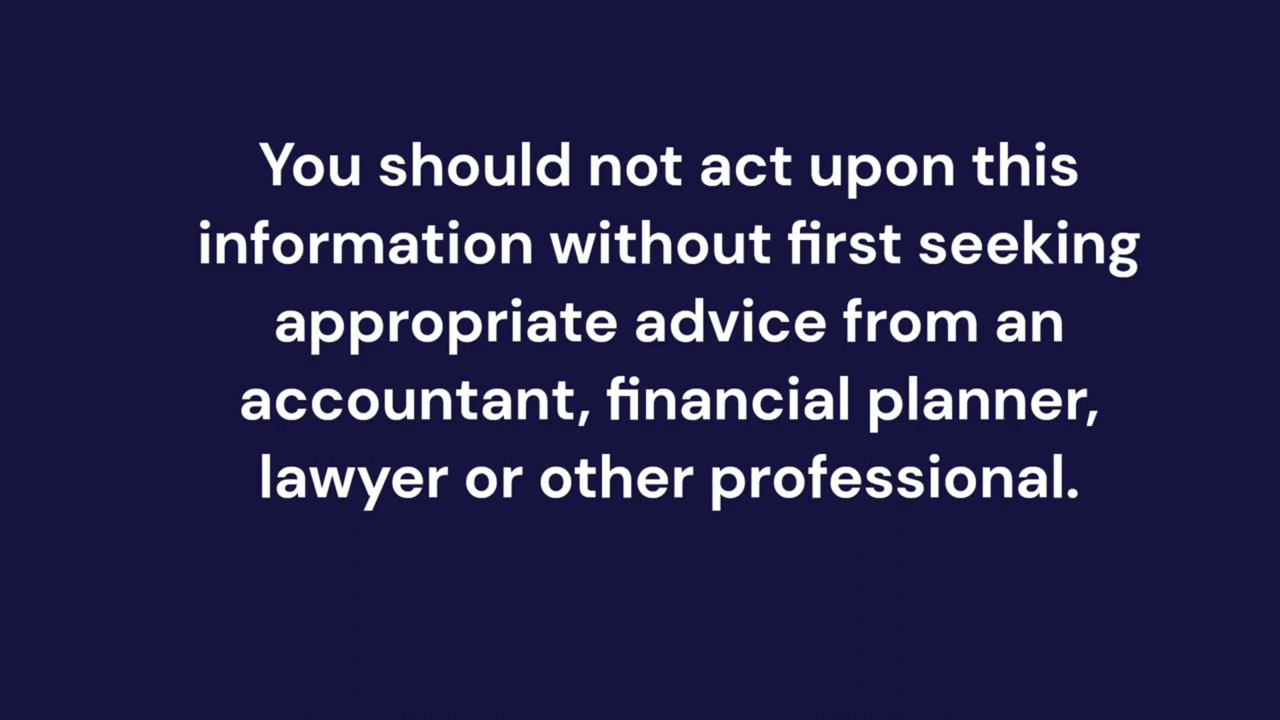 You should not act upon this
information without first seeking
appropriate advice from an
accountant, financial planner,
lawyer or other professional.